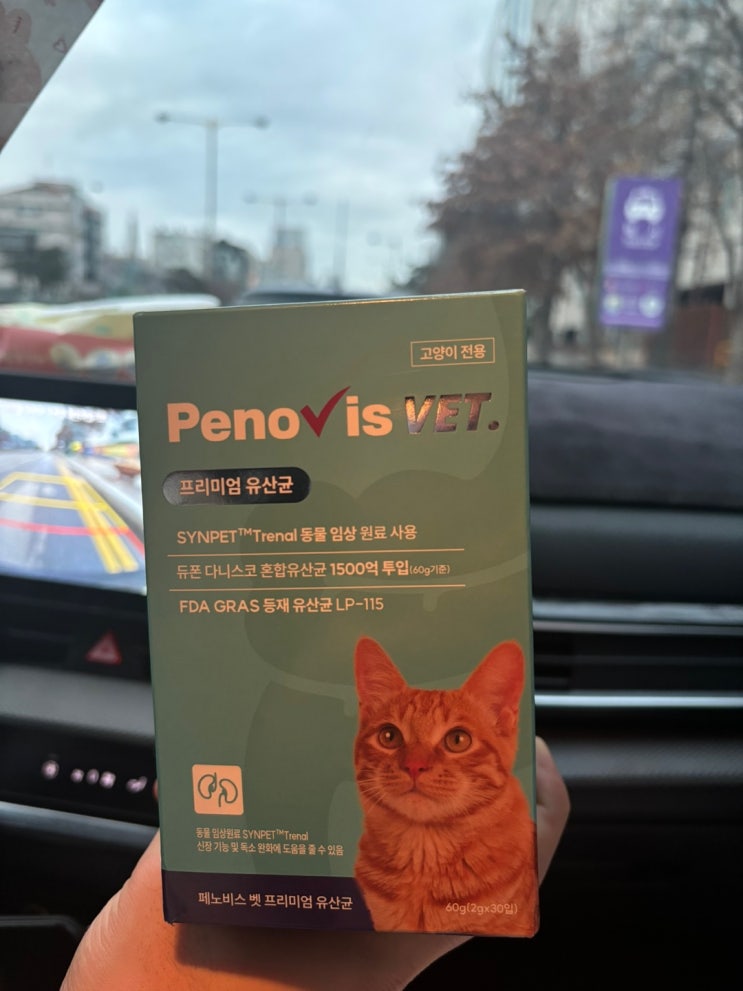 고양이 전용
Penovis VET.
프리미엄 유산균
SYNPET™Trenal 동물 임상 원료 사용
듀폰 다니스코 혼합유산균 1500억 투입(60g기준)
FDA GRAS 등재 유산균 LP-115
동물 임상원료 SYNPET™Trenal
신장 기능 및 독소 완화에 도움을 줄 수 있음
페노비스 벳 프리미엄 유산균
60g(2gx30입)